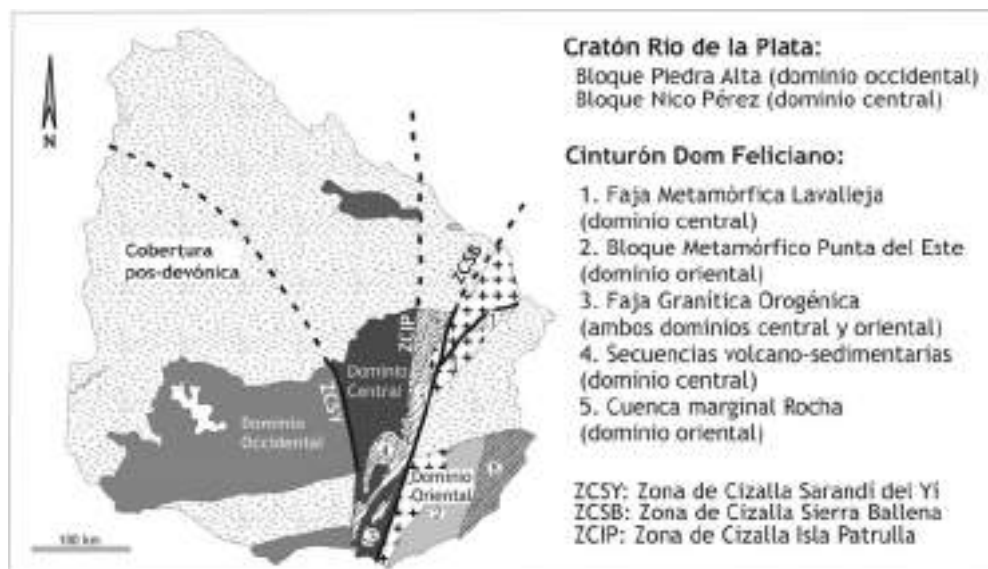 N
Cobertura
pos-devónica
Dominio
Occidental
Dominio
Central
Dominio
Oriental
ZCSY
ZCIP
ZCSB
100 km
Cratón Rio de la Plata:
Bloque Piedra Alta (dominio occidental)
Bloque Nico Pérez (dominio central)
Cinturón Dom Feliciano:
1. Faja Metamórfica Lavalleja
(dominio central)
2. Bloque Metamórfico Punta del Este
(dominio oriental)
3. Faja Granítica Orogénica
(ambos dominios central y oriental)
4. Secuencias volcano-sedimentarias
(dominio central)
5. Cuenca marginal Rocha
(dominio oriental)
ZCSY: Zona de Cizalla Sarandí del Yí
ZCSB: Zona de Cizalla Sierra Ballena
ZCIP: Zona de Cizalla Isla Patrulla